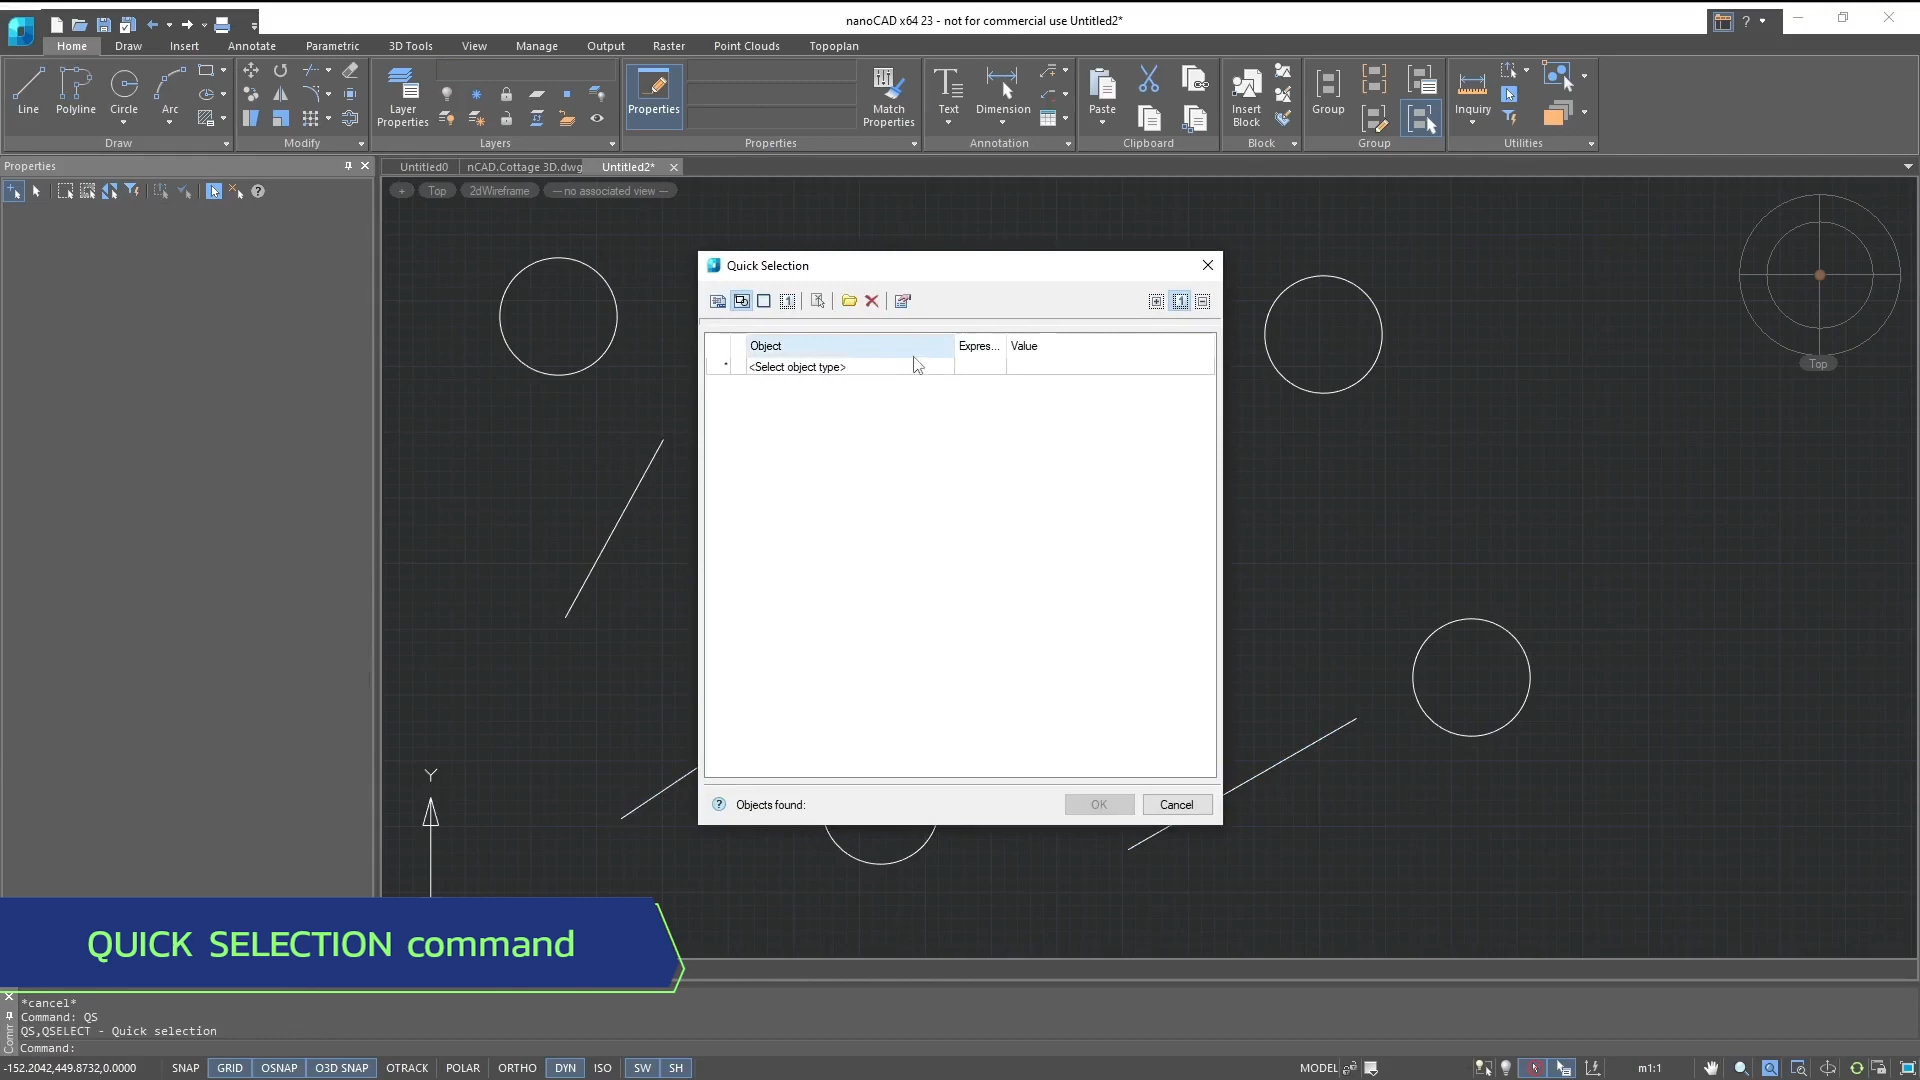 nanoCAD x64 23 - not for commercial use Untitled2*
?
Home Draw Insert Annotate Parametric 3D Tools View Manage Output Raster Point Clouds Topoplan
Line Polyline Circle Arc
Layer Properties
Properties
Match Properties
Text Dimension
Paste
Insert Block
Group
Inquiry
Draw Modify Layers Properties Annotation Clipboard Block Group Utilities
Properties
Untitled0 nCAD.Cottage 3D.dwg Untitled2*
+ Top 2dWireframe — no associated view —
Quick Selection
Object Expres... Value
* <Select object type>
Top
Y
? Objects found: OK Cancel
QUICK SELECTION command
*cancel*
Command: QS
QS,QSELECT - Quick selection
Command:
-152.2042,449.8732,0.0000 SNAP GRID OSNAP O3D SNAP OTRACK POLAR ORTHO DYN ISO SW SH MODEL m1:1